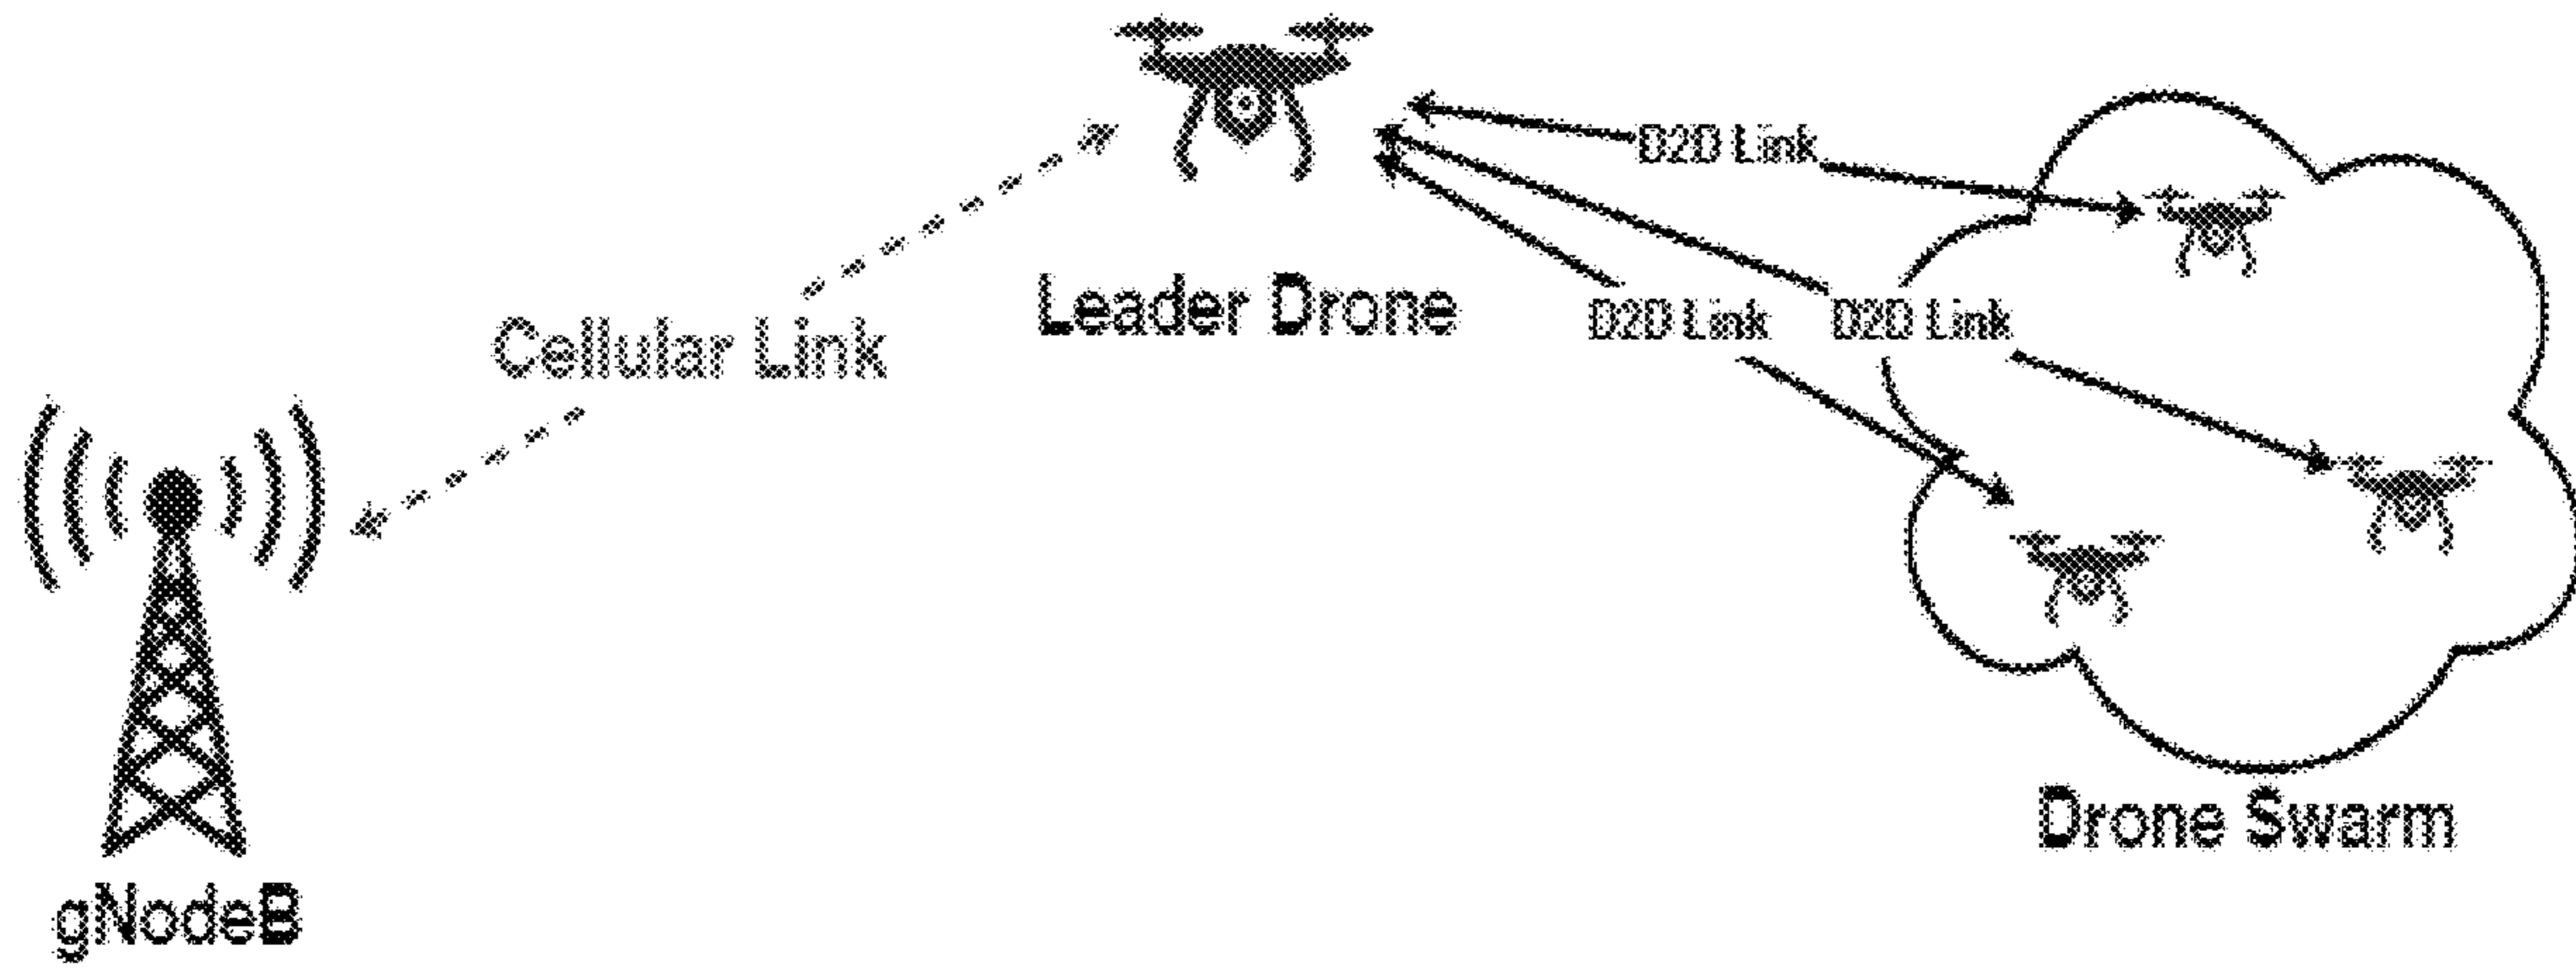 D2D Link
Leader Drone
D2D Link
D2D Link
Cellular Link
Drone Swarm
gNodeB